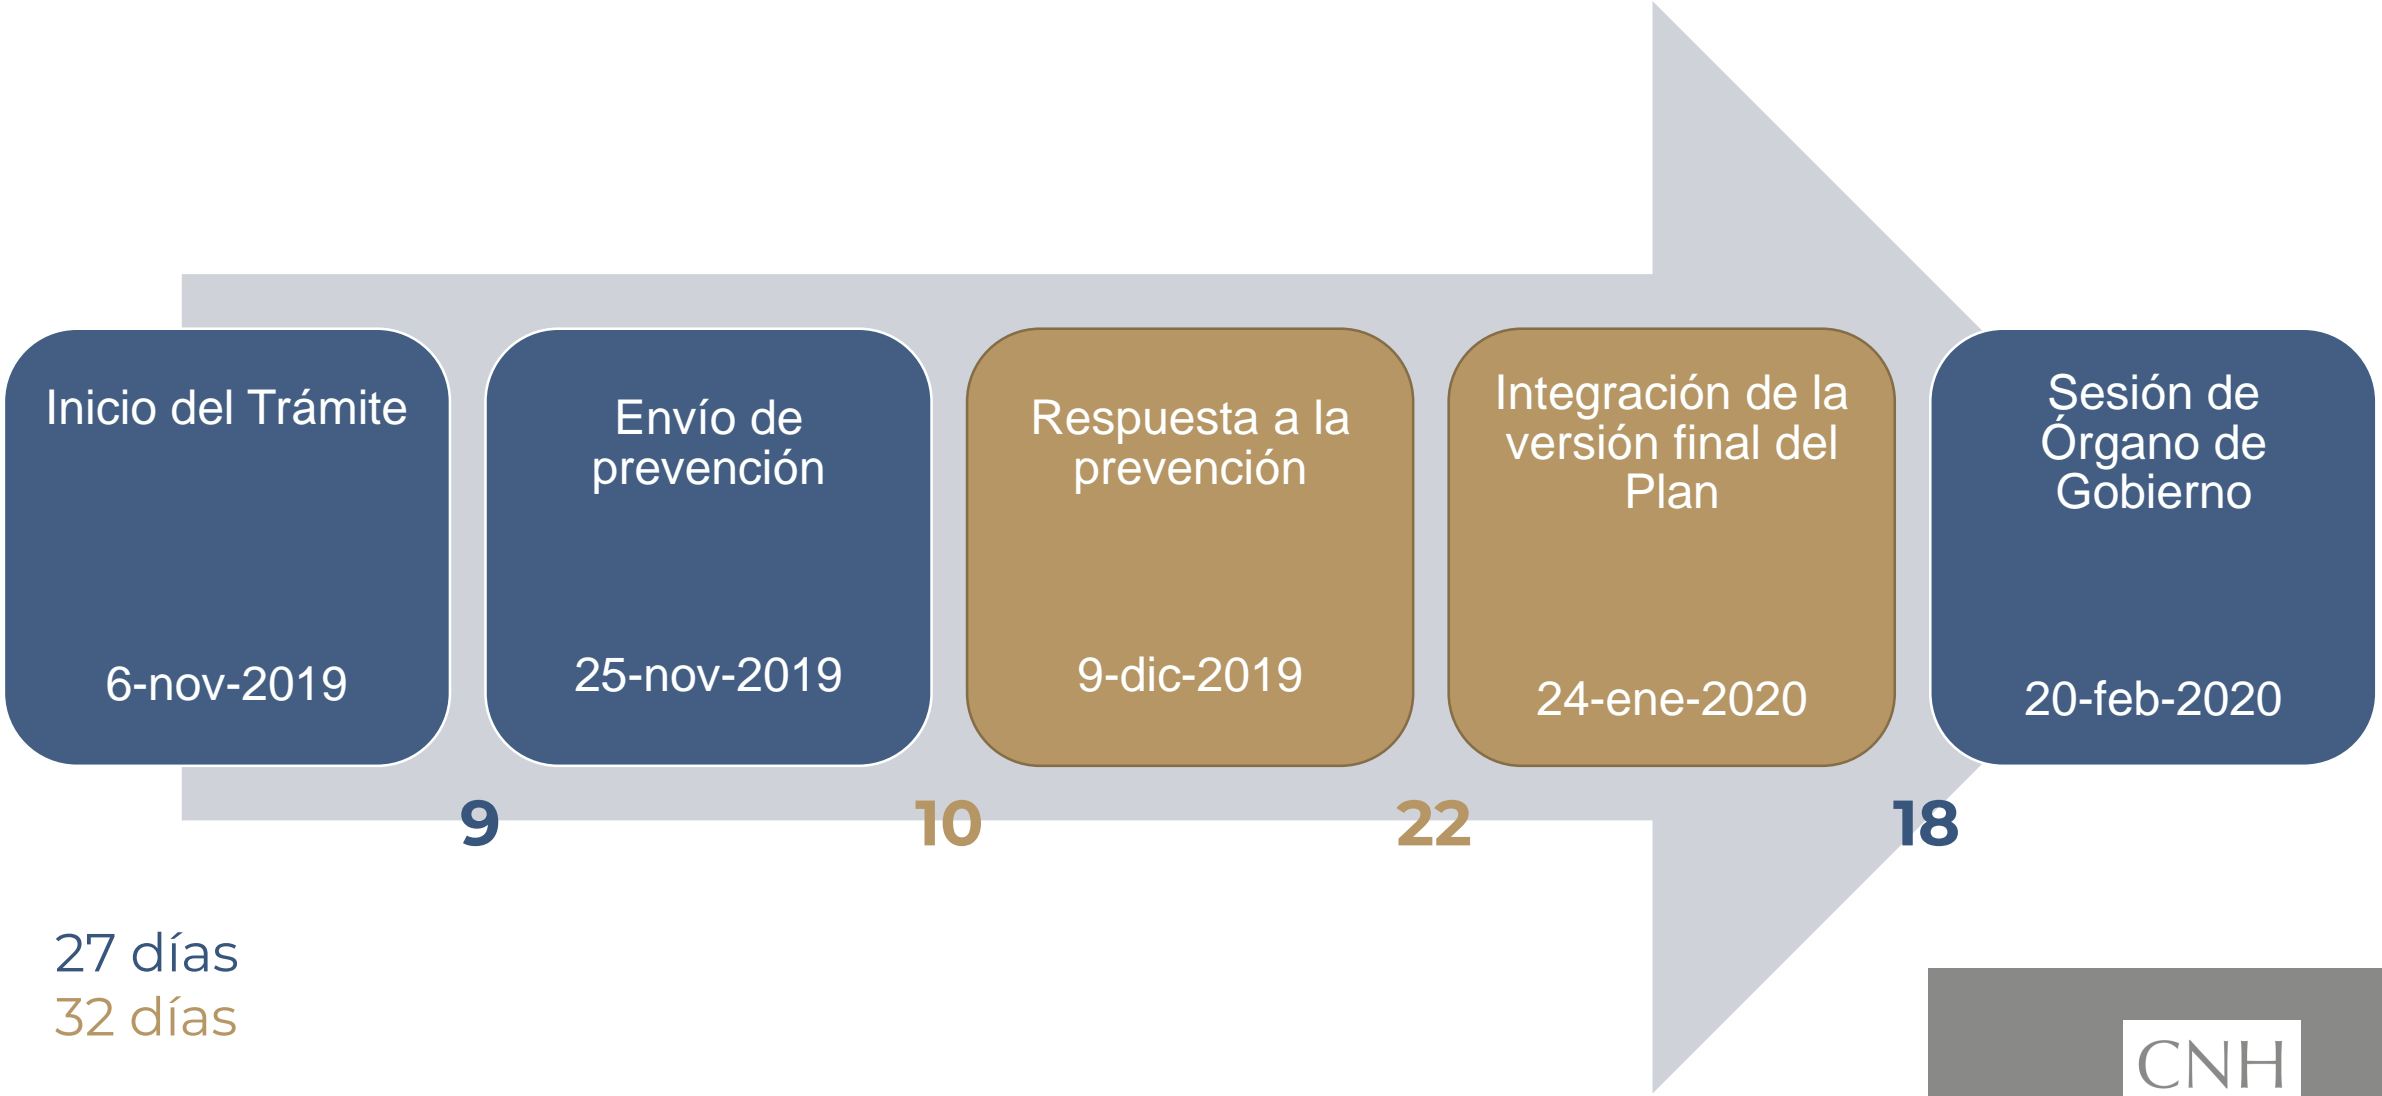 Inicio del Trámite
6-nov-2019
Envío de
prevención
25-nov-2019
Respuesta a la
prevención
9-dic-2019
Integración de la
versión final del
Plan
24-ene-2020
Sesión de
Órgano de
Gobierno
20-feb-2020
9
10
22
18
27 días
32 días
CNH